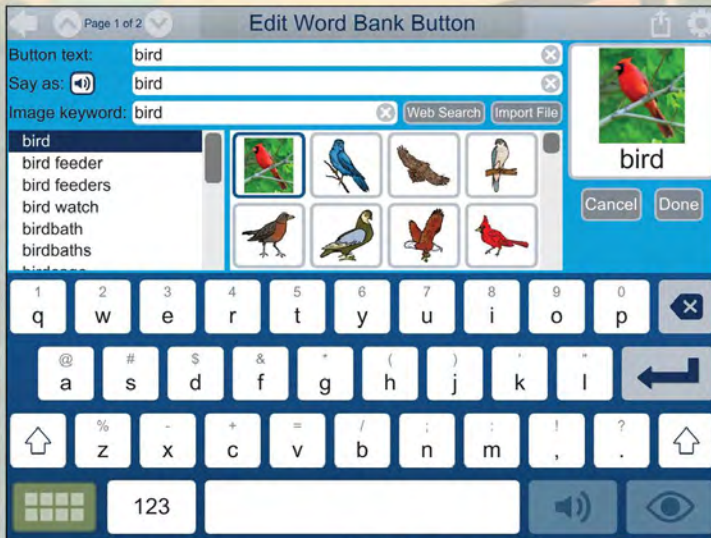 Page 1 of 2
Edit Word Bank Button
Button text: bird
Say as: bird
Image keyword: bird
Web Search
Import File
bird
bird feeder
bird feeders
bird watch
birdbath
birdbaths
bird
Cancel
Done
1 2 3 4 5 6 7 8 9 0
q w e r t y u i o p
@ # $ & * ( ) ' "
a s d f g h j k l
% - + = / ; : ! ?
z x c v b n m , .
123